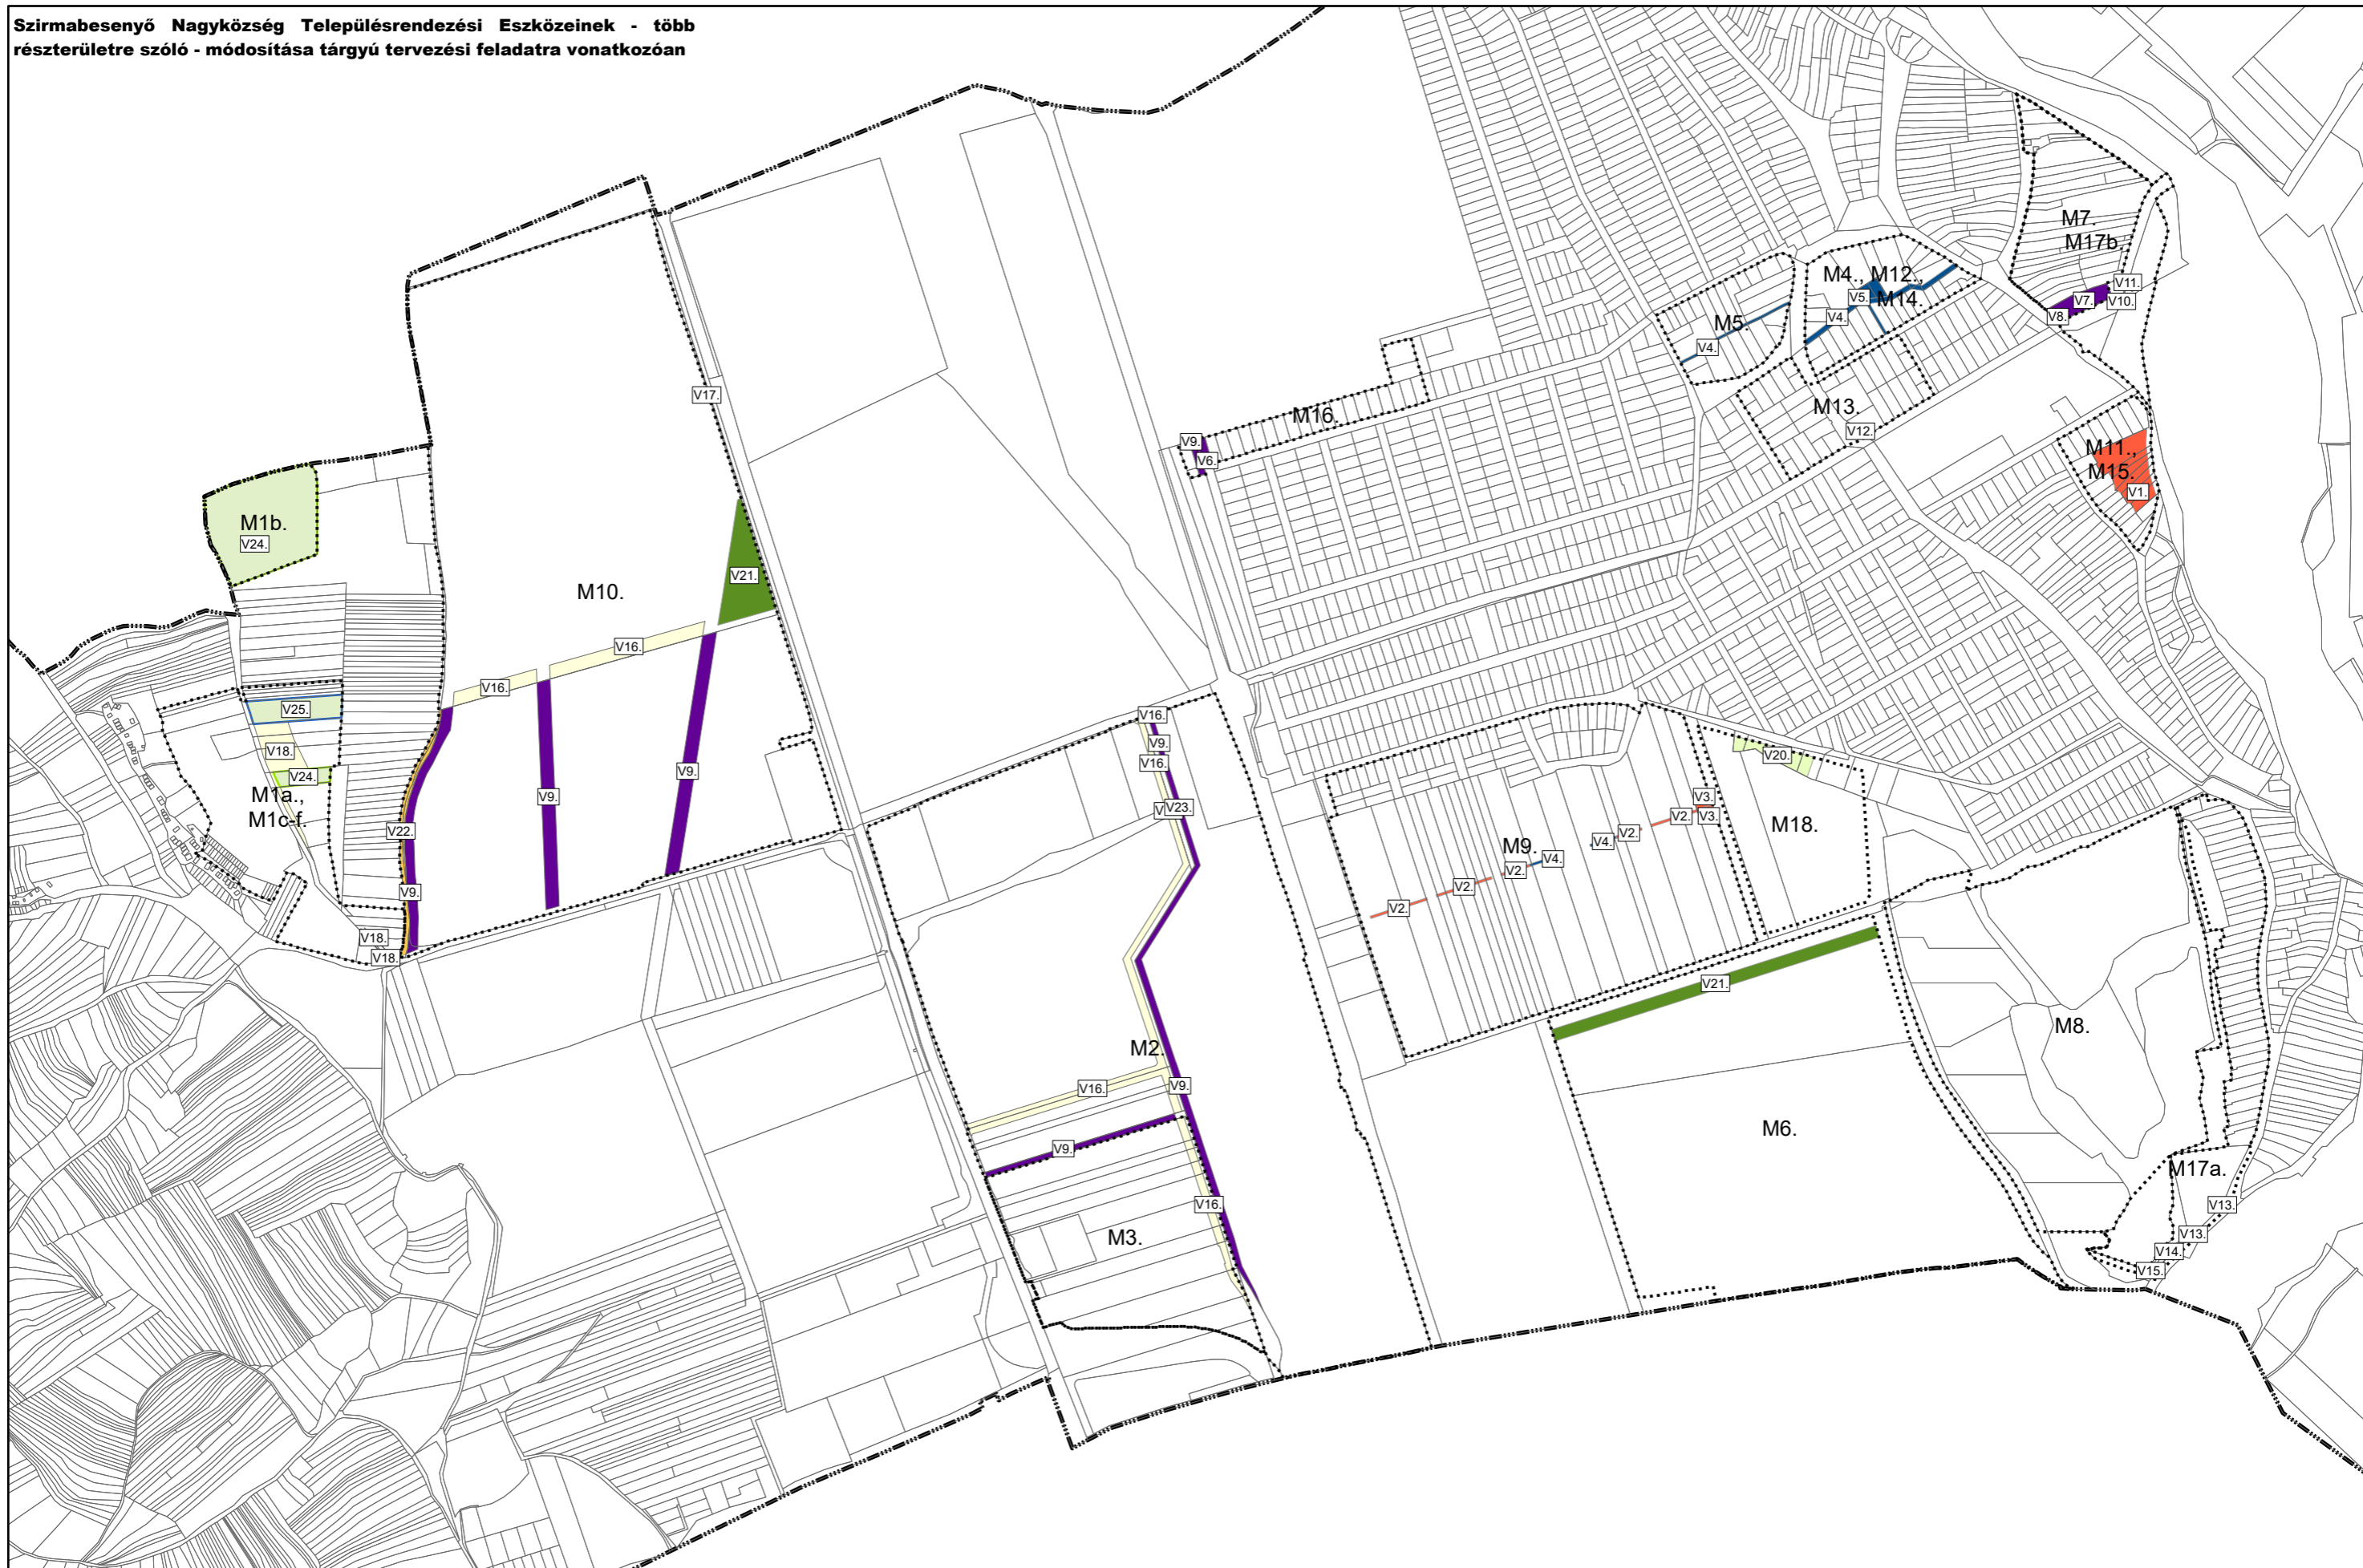 Szirmabesenyő Nagyközség Településrendezési Eszközeinek - több
részterületre szóló - módosítása tárgyú tervezési feladatra vonatkozóan
M7.
M17b.
M4., M12.,
V5.
M14.
V4.
V11.
V7.
V10.
V8.
M5.
V4.
V17.
M16.
M13.
V12.
V9.
V6.
M11.,
M15.
V1.
M1b.
V24.
M10.
V21.
V16.
V16.
V25.
V18.
V24.
M1a.,
M1c-f.
V22.
V9.
V9.
V9.
V18.
V18.
V16.
V9.
V16.
V23.
V20.
V3.
V2.
V3.
M18.
V2.
V4.
M9.
V4.
V2.
V2.
V2.
V21.
M8.
M2.
V16.
V9.
V9.
M6.
M17a.
V16.
V13.
M3.
V13.
V14.
V15.